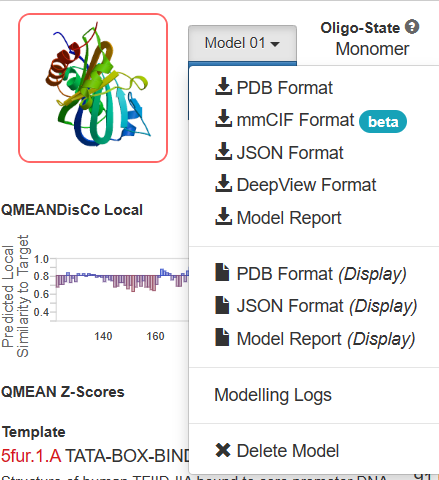 Model 01
Oligo-State
Monomer
PDB Format
mmCIF Format beta
JSON Format
DeepView Format
Model Report
PDB Format (Display)
JSON Format (Display)
Model Report (Display)
Modelling Logs
Delete Model
QMEANDisCo Local
Predicted Local
Similarity to Target
1.0
0.8
0.6
0.4
140
160
QMEAN Z-Scores
Template
5fur.1.A TATA-BOX-BIND